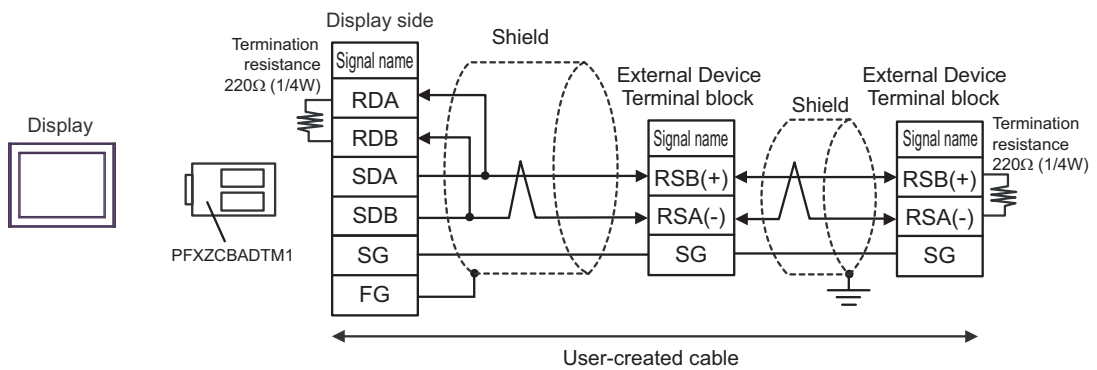 Display side
Termination
resistance
220Ω (1/4W)
Shield
Signal name
RDA
RDB
SDA
SDB
SG
FG
Display
PFXZCBADTM1
External Device
Terminal block
Signal name
RSB(+)
RSA(-)
SG
Shield
External Device
Terminal block
Signal name
RSB(+)
RSA(-)
SG
Termination
resistance
220Ω (1/4W)
User-created cable